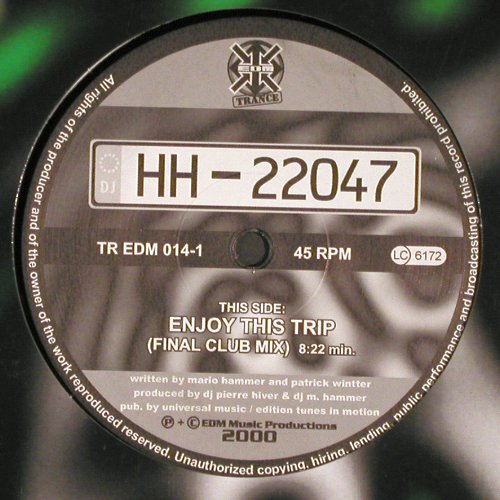 EDM
TRANCE
DJ
HH - 22047
TR EDM 014-1
45 RPM
LC 6172
THIS SIDE:
ENJOY THIS TRIP
(FINAL CLUB MIX) 8:22 min.
written by mario hammer and patrick wintter
produced by dj pierre hiver & dj m. hammer
pub. by universal music / edition tunes in motion
P + C EDM Music Productions
2000
All rights of the producer and of the owner of the work reproduced reserved. Unauthorized copying, hiring, lending, public performance and broadcasting of this record prohibited.